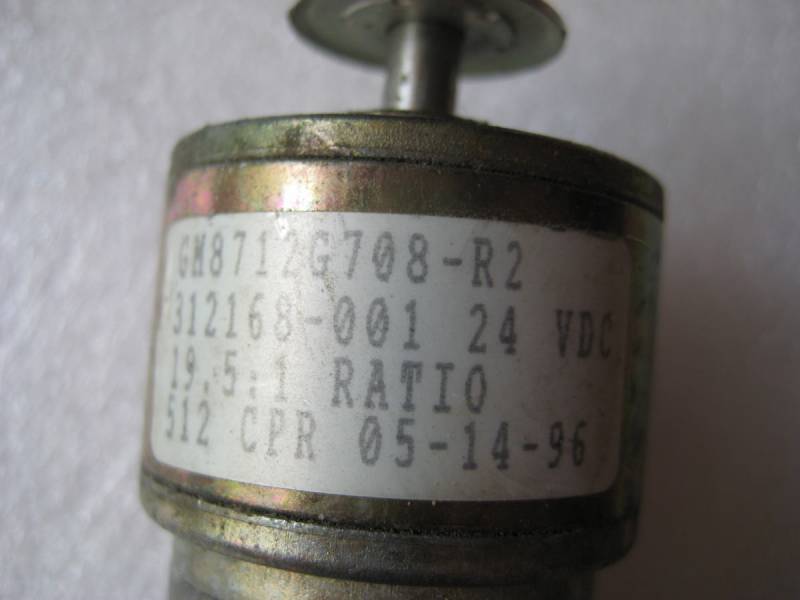 GM8712G708-R2
312168-001 24 VDC
19.5:1 RATIO
512 CPR 05-14-96